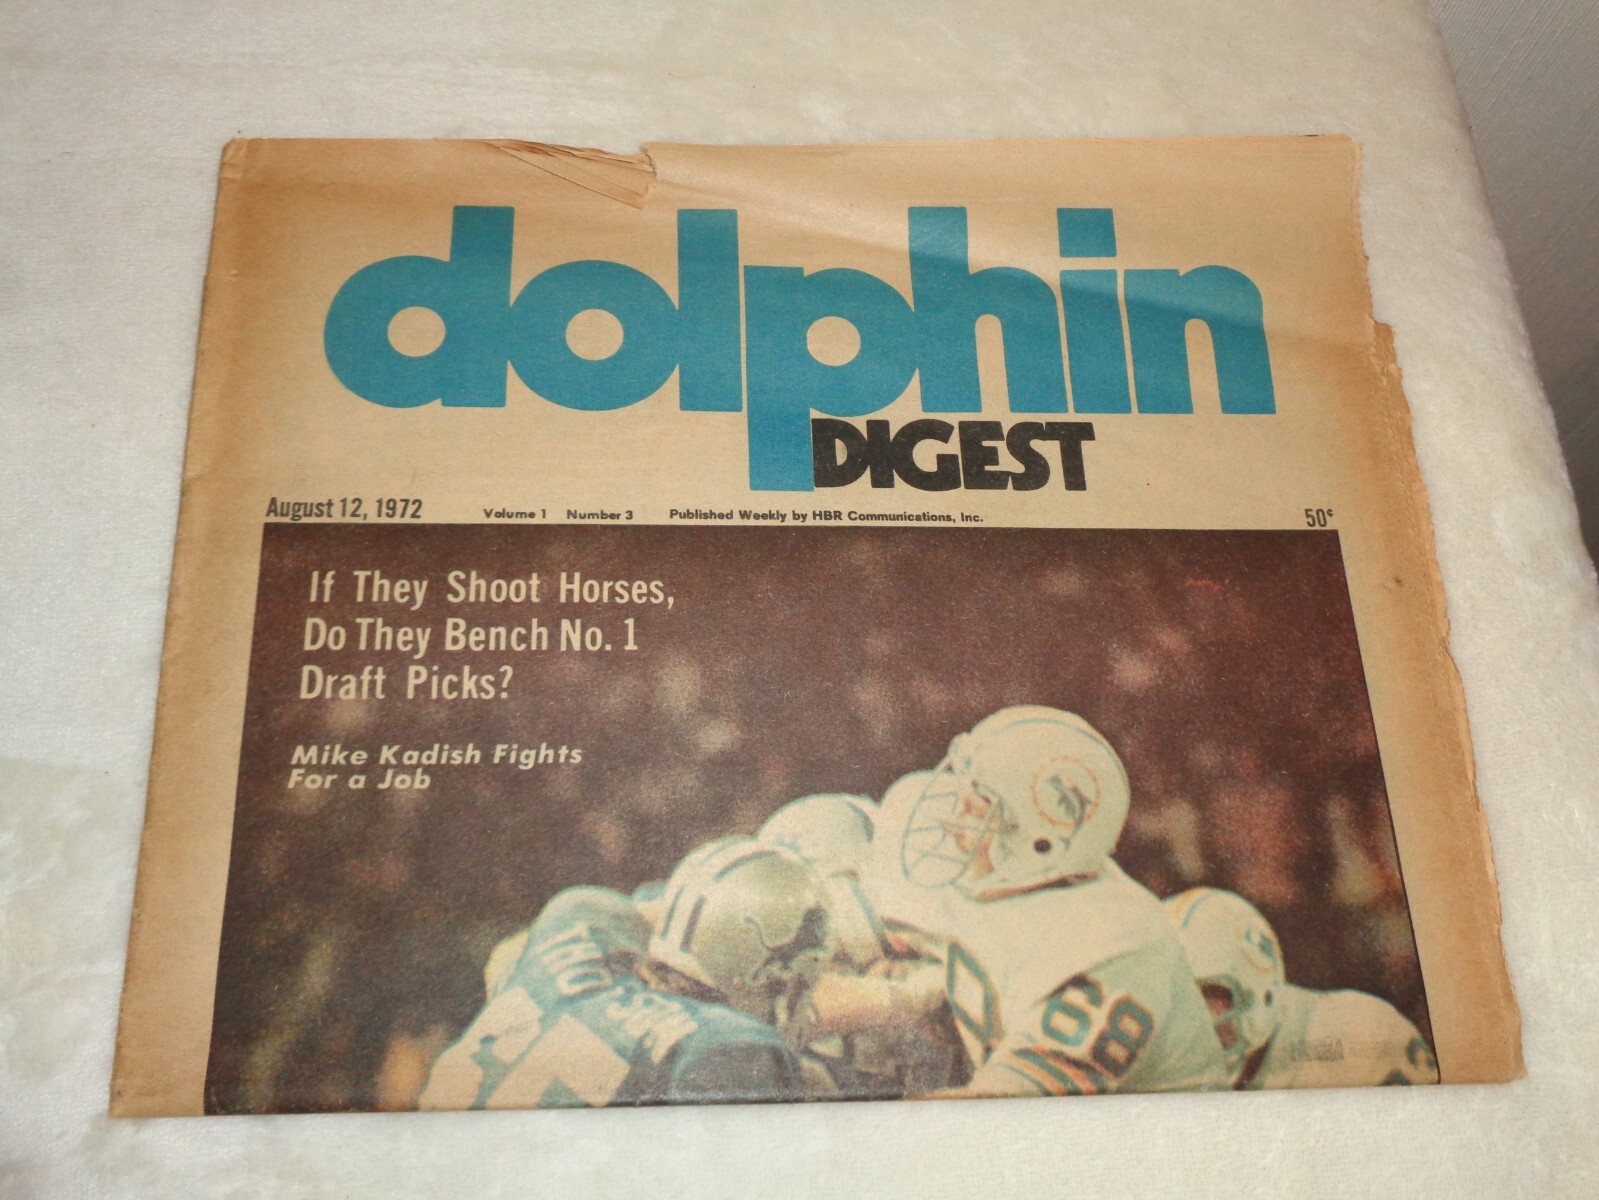 dolphin
DIGEST
August 12, 1972 Volume 1 Number 3 Published Weekly by HBR Communications, Inc. 50¢
If They Shoot Horses,
Do They Bench No. 1
Draft Picks?
Mike Kadish Fights
For a Job
68